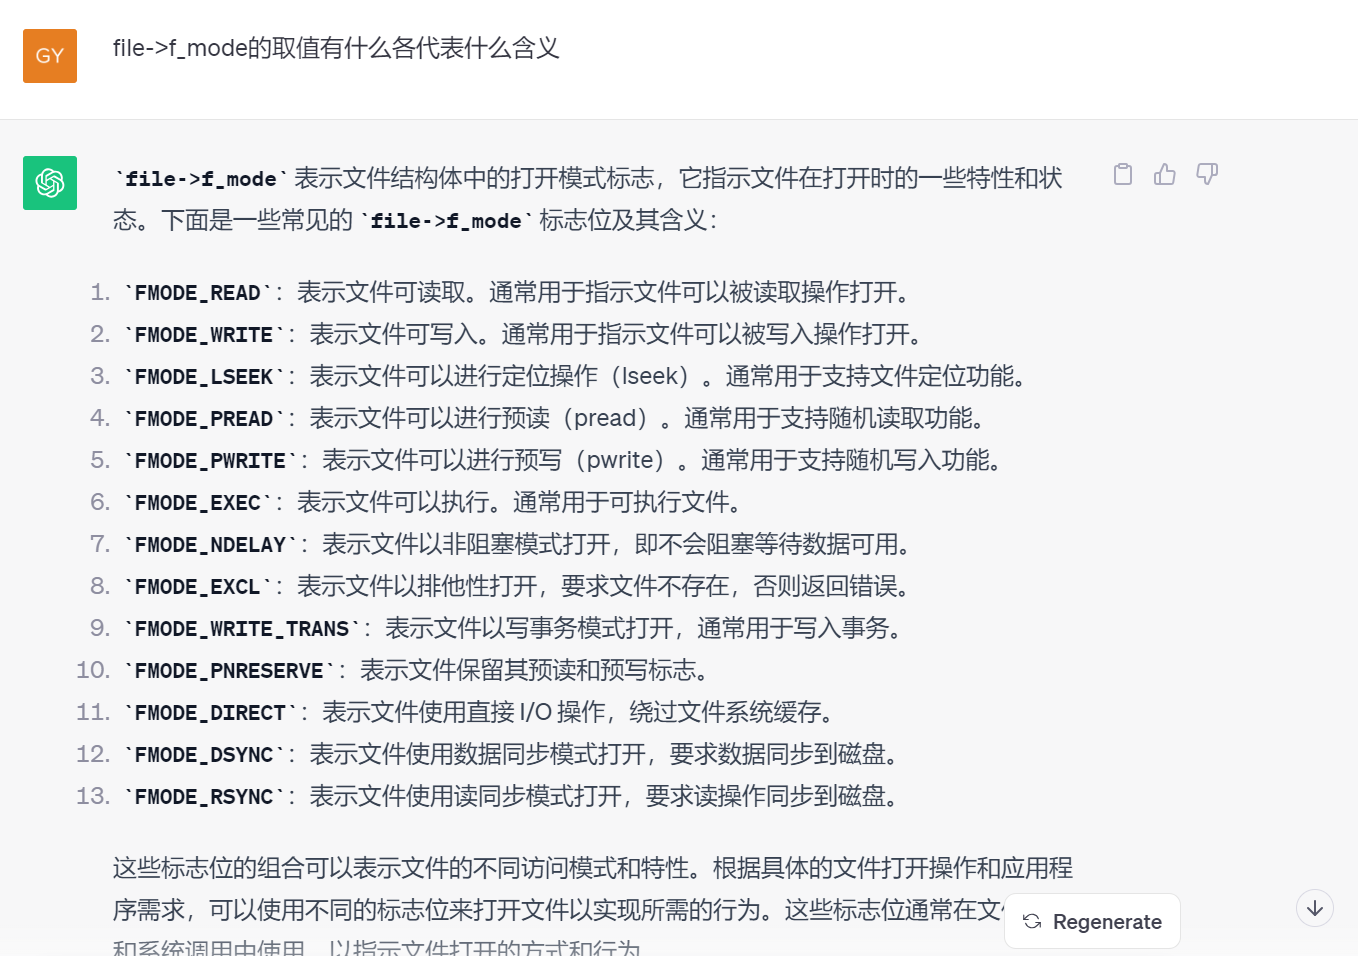 GY
file->f_mode的取值有什么各代表什么含义
`file->f_mode` 表示文件结构体中的打开模式标志，它指示文件在打开时的一些特性和状
态。下面是一些常见的 `file->f_mode` 标志位及其含义：
1. `FMODE_READ`：表示文件可读取。通常用于指示文件可以被读取操作打开。
2. `FMODE_WRITE`：表示文件可写入。通常用于指示文件可以被写入操作打开。
3. `FMODE_LSEEK`：表示文件可以进行定位操作（lseek）。通常用于支持文件定位功能。
4. `FMODE_PREAD`：表示文件可以进行预读（pread）。通常用于支持随机读取功能。
5. `FMODE_PWRITE`：表示文件可以进行预写（pwrite）。通常用于支持随机写入功能。
6. `FMODE_EXEC`：表示文件可以执行。通常用于可执行文件。
7. `FMODE_NDELAY`：表示文件以非阻塞模式打开，即不会阻塞等待数据可用。
8. `FMODE_EXCL`：表示文件以排他性打开，要求文件不存在，否则返回错误。
9. `FMODE_WRITE_TRANS`：表示文件以写事务模式打开，通常用于写入事务。
10. `FMODE_PNRESERVE`：表示文件保留其预读和预写标志。
11. `FMODE_DIRECT`：表示文件使用直接 I/O 操作，绕过文件系统缓存。
12. `FMODE_DSYNC`：表示文件使用数据同步模式打开，要求数据同步到磁盘。
13. `FMODE_RSYNC`：表示文件使用读同步模式打开，要求读操作同步到磁盘。
这些标志位的组合可以表示文件的不同访问模式和特性。根据具体的文件打开操作和应用程
序需求，可以使用不同的标志位来打开文件以实现所需的行为。这些标志位通常在文
和系统调用中使用，以指示文件打开的方式和行为
Regenerate